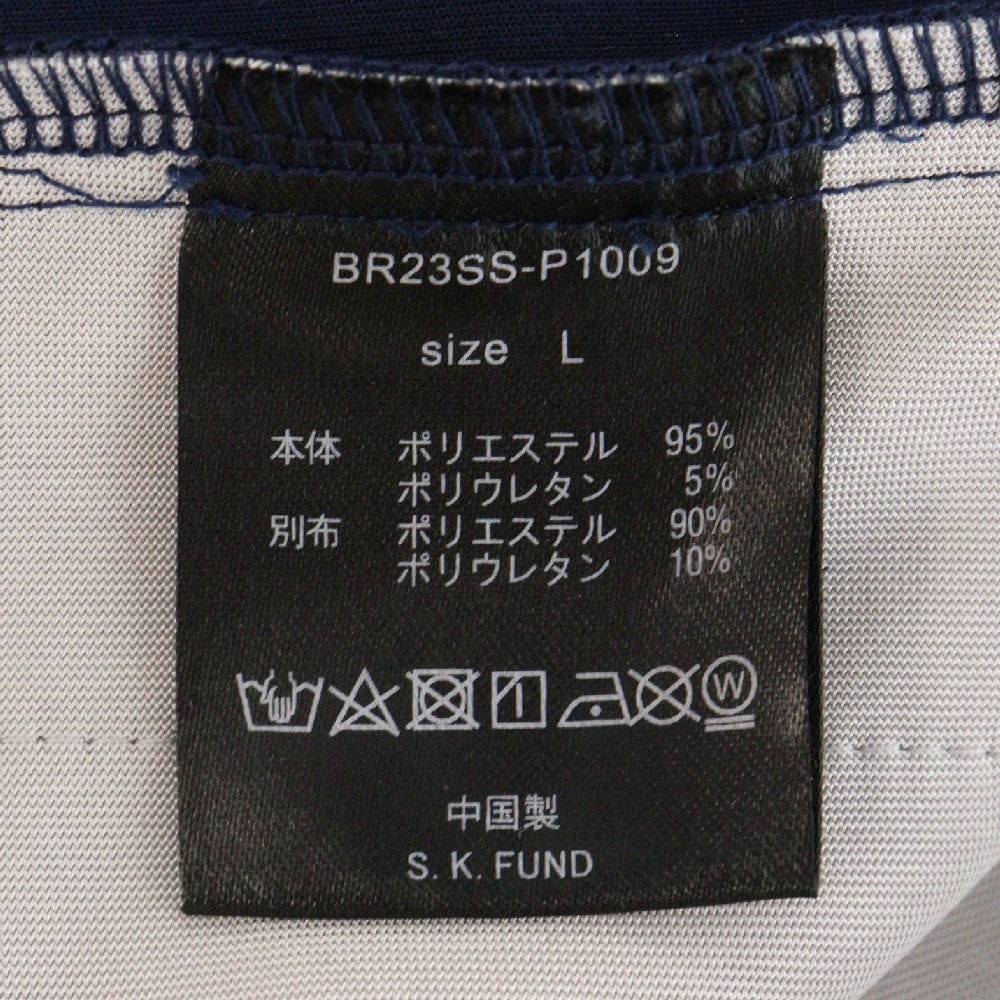 BR23SS-P1009
size L
本体 ポリエステル 95%
ポリウレタン 5%
別布 ポリエステル 90%
ポリウレタン 10%
W
中国製
S. K. FUND